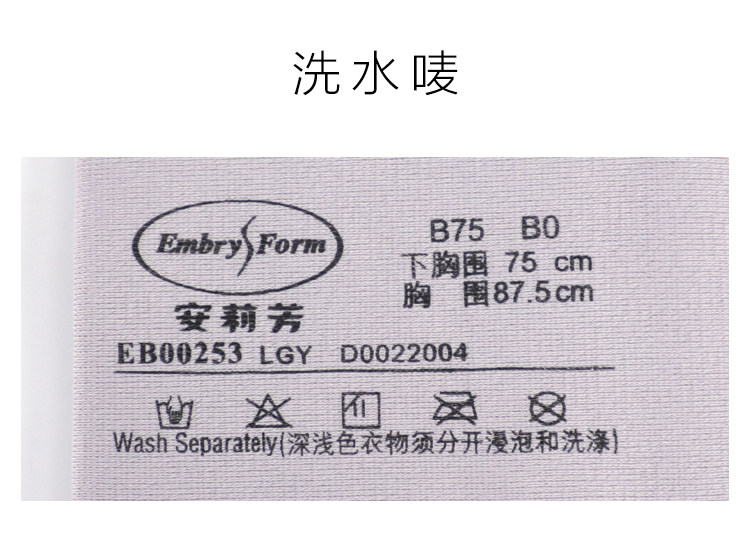 洗水唛
Embry Form
安莉芳
B75 B0
下胸围 75 cm
胸 围87.5cm
EB00253 LGY D0022004
Wash Separately(深浅色衣物须分开浸泡和洗涤)